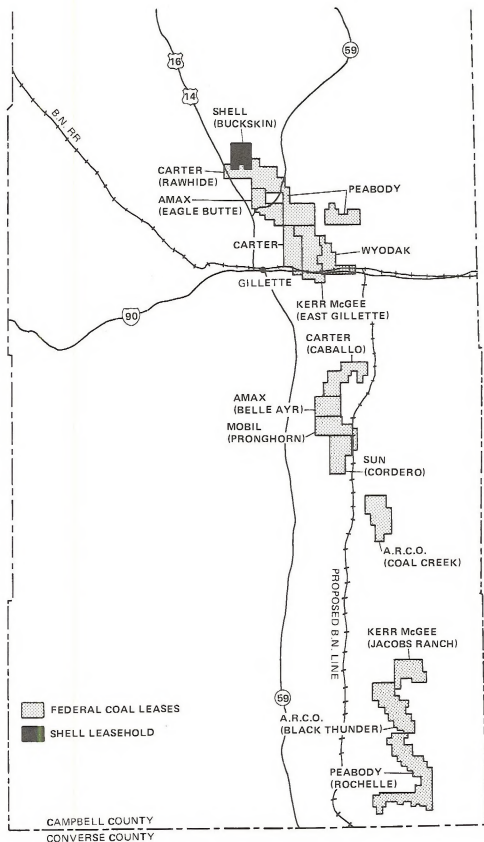 59
16
14
B.N. RR
SHELL
(BUCKSKIN)
CARTER
(RAWHIDE)
PEABODY
AMAX
(EAGLE BUTTE)
CARTER
WYODAK
GILLETTE
KERR McGEE
(EAST GILLETTE)
90
CARTER
(CABALLO)
AMAX
(BELLE AYR)
MOBIL
(PRONGHORN)
SUN
(CORDERO)
A.R.C.O.
(COAL CREEK)
PROPOSED B.N. LINE
KERR McGEE
(JACOBS RANCH)
59
FEDERAL COAL LEASES
A.R.C.O.
(BLACK THUNDER)
SHELL LEASEHOLD
PEABODY
(ROCHELLE)
CAMPBELL COUNTY
CONVERSE COUNTY